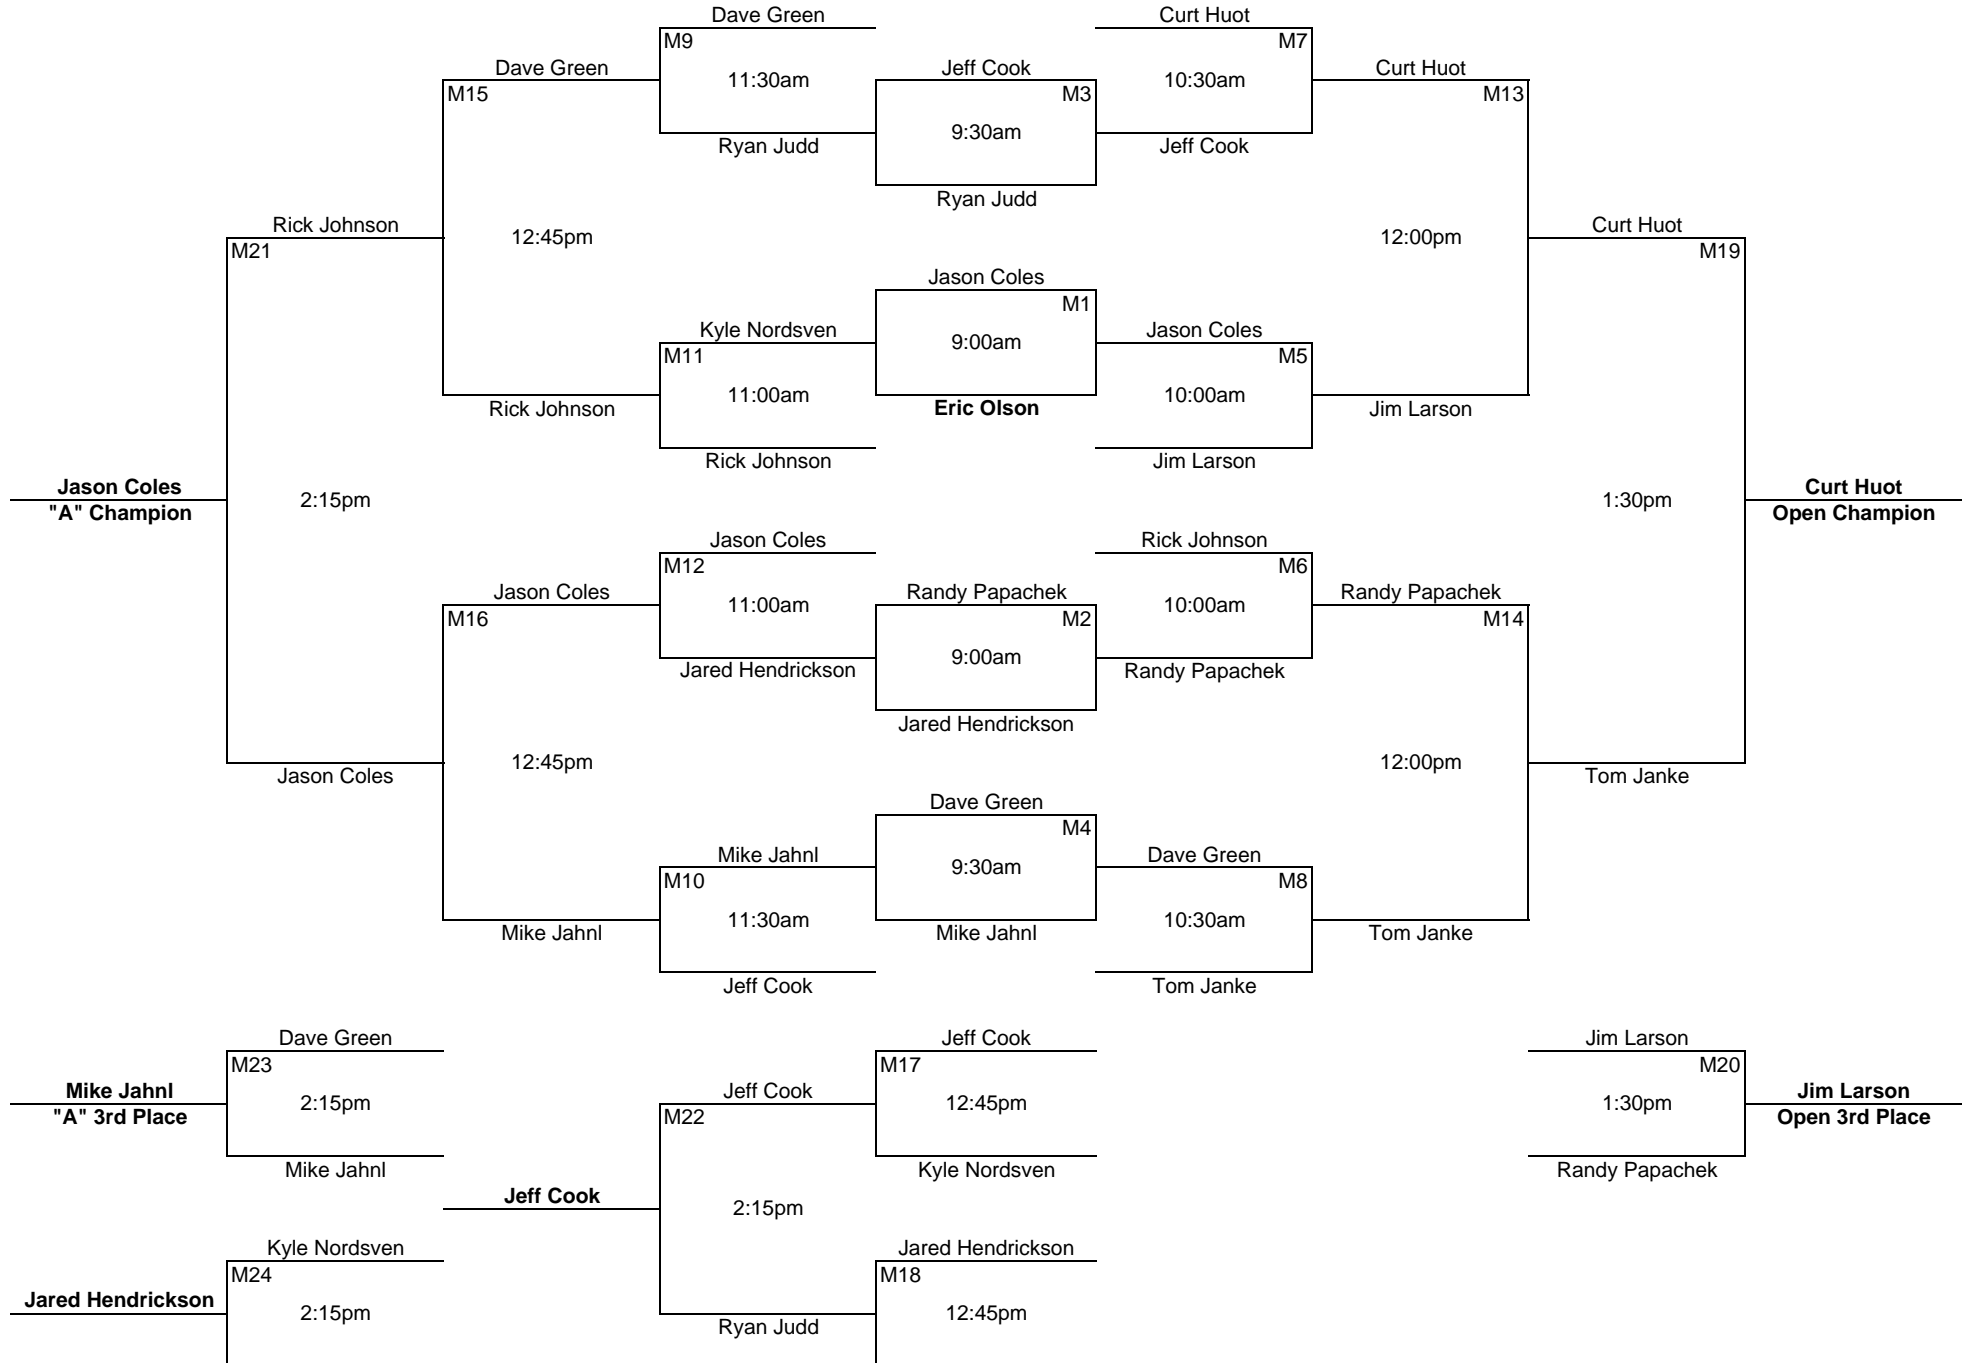 Dave Green
Curt Huot
M9
M7
Dave Green
11:30am
Jeff Cook
10:30am
Curt Huot
M15
M3
M13
9:30am
Ryan Judd
Jeff Cook
Ryan Judd
Rick Johnson
12:45pm
12:00pm
Curt Huot
M21
M19
Jason Coles
M1
Kyle Nordsven
9:00am
Jason Coles
M11
M5
Rick Johnson
11:00am
Eric Olson
10:00am
Jim Larson
Rick Johnson
Jim Larson
Jason Coles
"A" Champion
2:15pm
1:30pm
Curt Huot
Open Champion
Jason Coles
Rick Johnson
M12
M6
Jason Coles
11:00am
Randy Papachek
10:00am
Randy Papachek
M16
M2
M14
Jared Hendrickson
9:00am
Randy Papachek
Jared Hendrickson
Jason Coles
12:45pm
12:00pm
Tom Janke
Dave Green
M4
Mike Jahnl
9:30am
Dave Green
M10
M8
Mike Jahnl
11:30am
Mike Jahnl
10:30am
Tom Janke
Jeff Cook
Tom Janke
Dave Green
Jeff Cook
Jim Larson
M23
M17
M20
Mike Jahnl
"A" 3rd Place
2:15pm
Jeff Cook
12:45pm
1:30pm
Jim Larson
Open 3rd Place
M22
Mike Jahnl
Kyle Nordsven
Randy Papachek
Jeff Cook
2:15pm
Kyle Nordsven
Jared Hendrickson
M24
M18
Jared Hendrickson
2:15pm
Ryan Judd
12:45pm